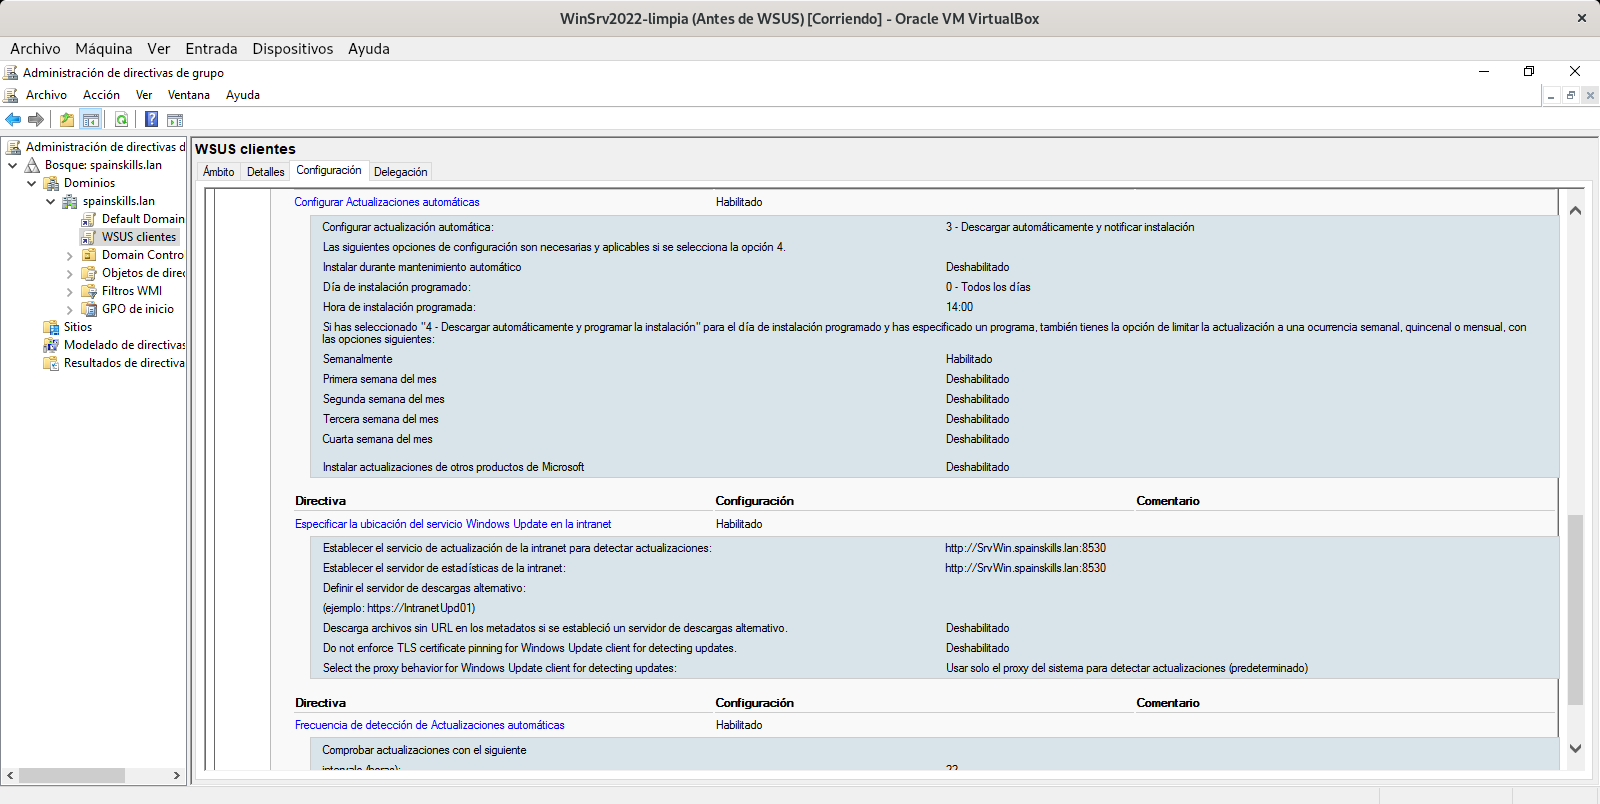 WinSrv2022-limpia (Antes de WSUS) [Corriendo] - Oracle VM VirtualBox
Archivo Máquina Ver Entrada Dispositivos Ayuda
Administración de directivas de grupo
Archivo Acción Ver Ventana Ayuda
Administración de directivas d
Bosque: spainskills.lan
Dominios
spainskills.lan
Default Domain
WSUS clientes
Domain Contro
Objetos de direc
Filtros WMI
GPO de inicio
Sitios
Modelado de directivas
Resultados de directiva
WSUS clientes
Ámbito Detalles Configuración Delegación
Configurar Actualizaciones automáticas Habilitado
Configurar actualización automática: 3 - Descargar automáticamente y notificar instalación
Las siguientes opciones de configuración son necesarias y aplicables si se selecciona la opción 4.
Instalar durante mantenimiento automático Deshabilitado
Día de instalación programado: 0 - Todos los días
Hora de instalación programada: 14:00
Si has seleccionado "4 - Descargar automáticamente y programar la instalación" para el día de instalación programado y has especificado un programa, también tienes la opción de limitar la actualización a una ocurrencia semanal, quincenal o mensual, con
las opciones siguientes:
Semanalmente Habilitado
Primera semana del mes Deshabilitado
Segunda semana del mes Deshabilitado
Tercera semana del mes Deshabilitado
Cuarta semana del mes Deshabilitado
Instalar actualizaciones de otros productos de Microsoft Deshabilitado
Directiva Configuración Comentario
Especificar la ubicación del servicio Windows Update en la intranet Habilitado
Establecer el servicio de actualización de la intranet para detectar actualizaciones: http://SrvWin.spainskills.lan:8530
Establecer el servidor de estadísticas de la intranet: http://SrvWin.spainskills.lan:8530
Definir el servidor de descargas alternativo:
(ejemplo: https://IntranetUpd01)
Descarga archivos sin URL en los metadatos si se estableció un servidor de descargas alternativo. Deshabilitado
Do not enforce TLS certificate pinning for Windows Update client for detecting updates. Deshabilitado
Select the proxy behavior for Windows Update client for detecting updates: Usar solo el proxy del sistema para detectar actualizaciones (predeterminado)
Directiva Configuración Comentario
Frecuencia de detección de Actualizaciones automáticas Habilitado
Comprobar actualizaciones con el siguiente
intervalo (horas): 22